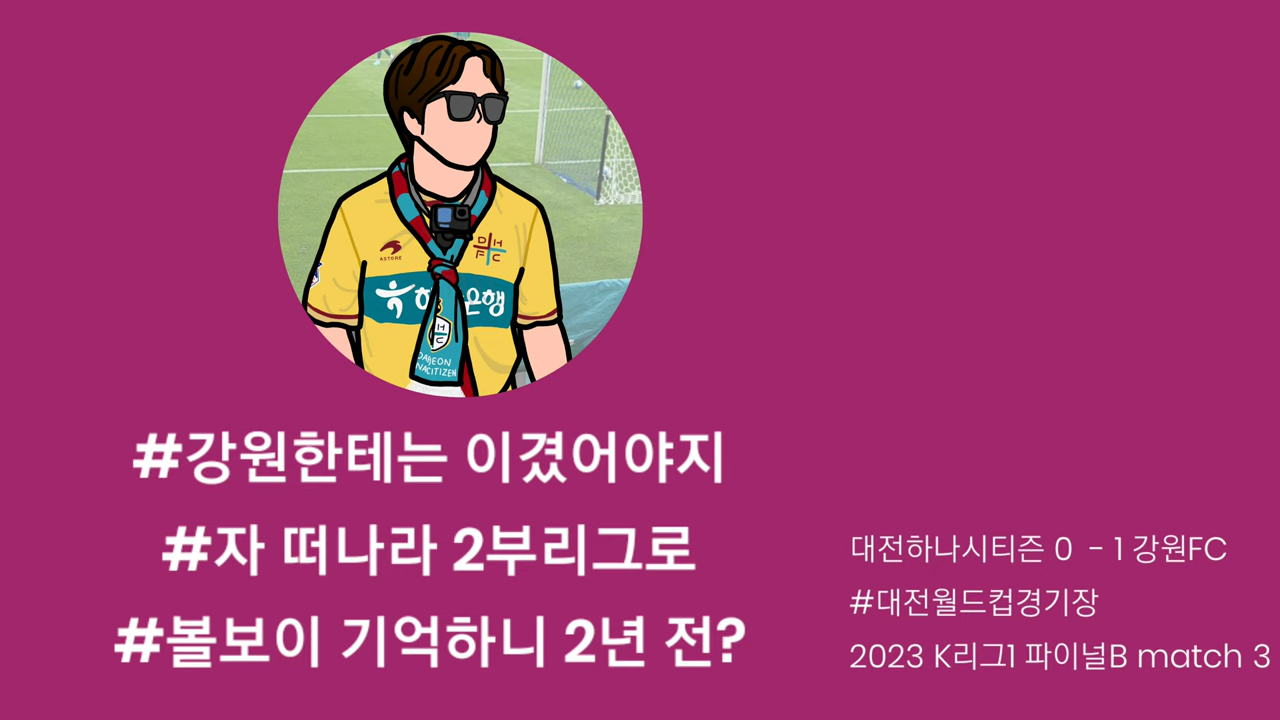 ASTORE
D H
F C
은행
H
C
#강원한테는 이겼어야지
#자 떠나라 2부리그로
#볼보이 기억하니 2년 전?
대전하나시티즌 0 - 1 강원FC
#대전월드컵경기장
2023 K리그1 파이널B match 3